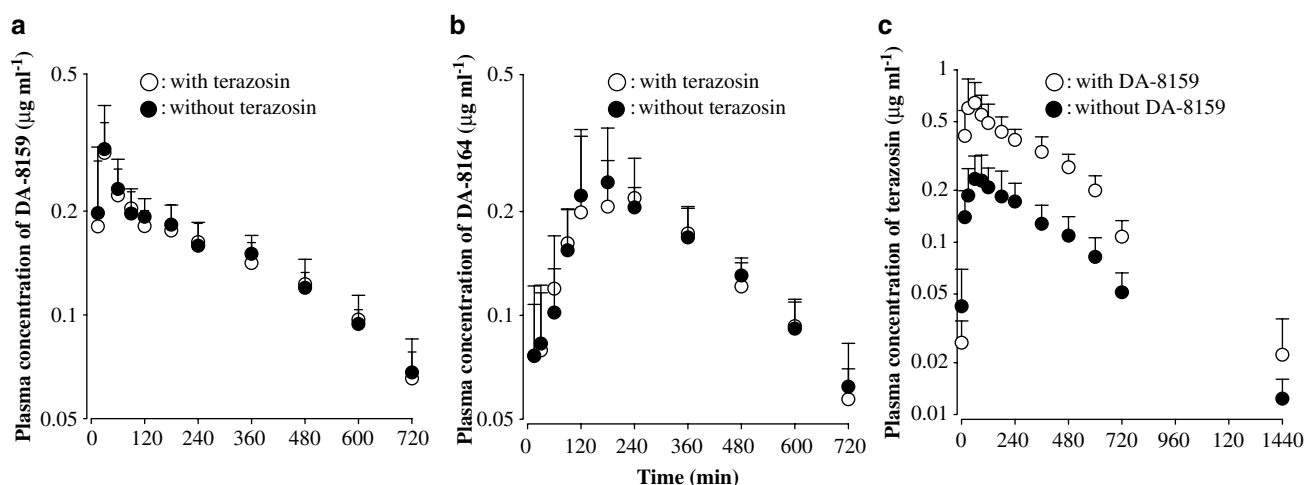 a
Plasma concentration of DA-8159 (μg ml⁻¹)
0.5
0.2
0.1
0.05
: with terazosin
: without terazosin
0 120 240 360 480 600 720
b
Plasma concentration of DA-8164 (μg ml⁻¹)
0.5
0.2
0.1
0.05
: with terazosin
: without terazosin
0 120 240 360 480 600 720
Time (min)
c
Plasma concentration of terazosin (μg ml⁻¹)
1
0.5
0.2
0.1
0.05
0.02
0.01
: with DA-8159
: without DA-8159
0 240 480 720 960 120 1440